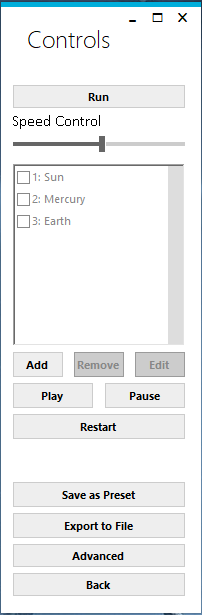 Controls
Run
Speed Control
1: Sun
2: Mercury
3: Earth
Add Remove Edit
Play Pause
Restart
Save as Preset
Export to File
Advanced
Back